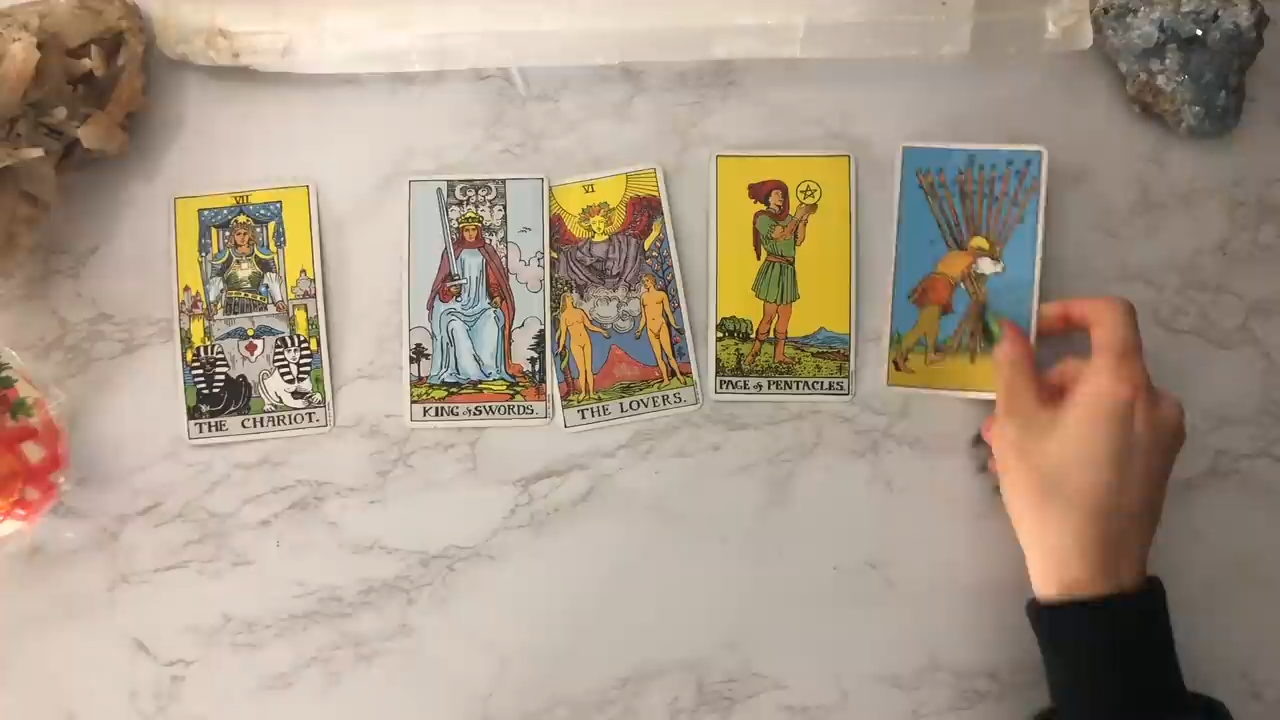 VII
THE CHARIOT.
KING of SWORDS.
VI
THE LOVERS.
PAGE of PENTACLES.
X